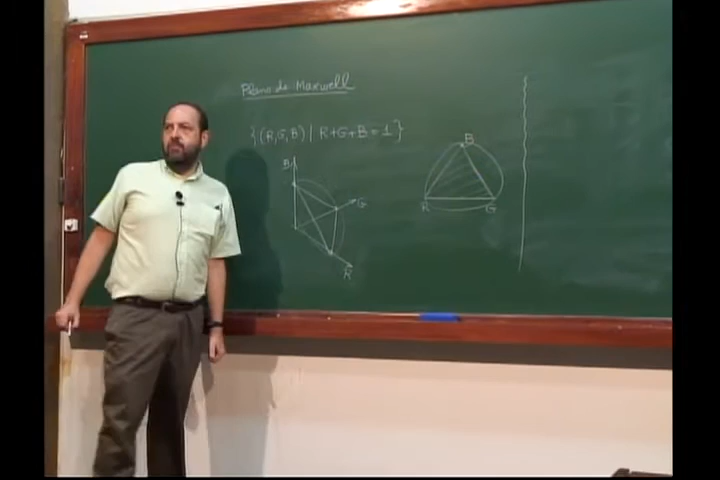 Plano de Maxwell
{(R,G,B) | R+G+B=1}
B
G
R
B
R
G